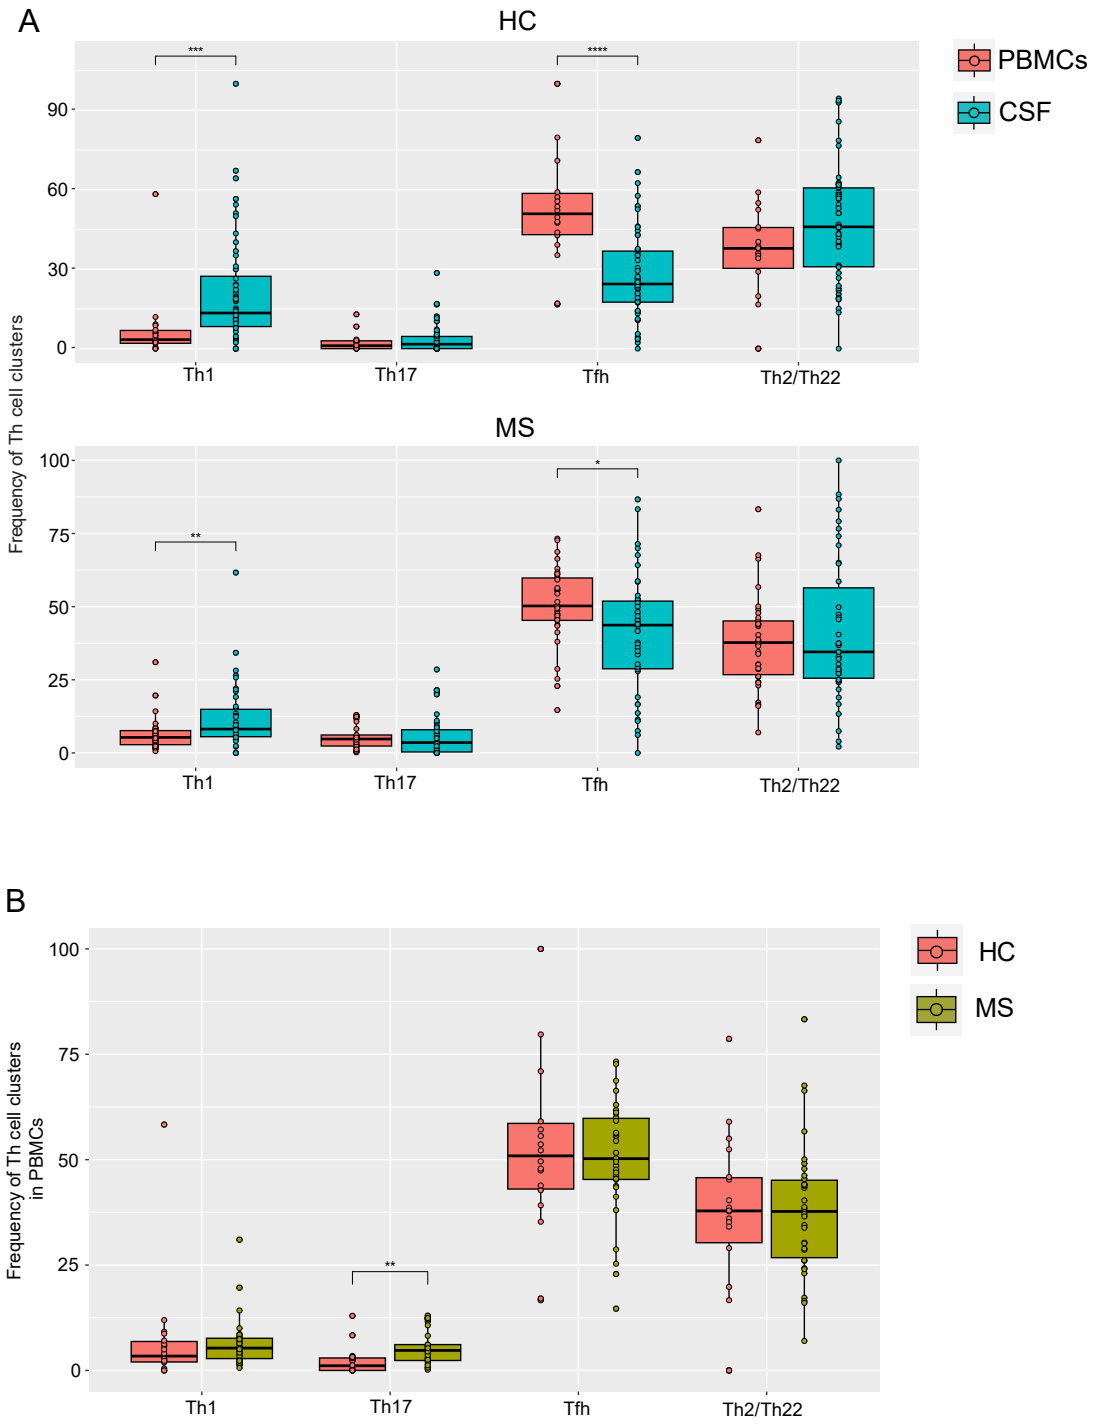 A
HC
PBMCs
CSF
***
****
90
60
30
0
Th1
Th17
Tfh
Th2/Th22
Frequency of Th cell clusters
MS
**
*
100
75
50
25
0
Th1
Th17
Tfh
Th2/Th22
B
HC
MS
**
100
75
50
25
0
Frequency of Th cell clusters
in PBMCs
Th1
Th17
Tfh
Th2/Th22